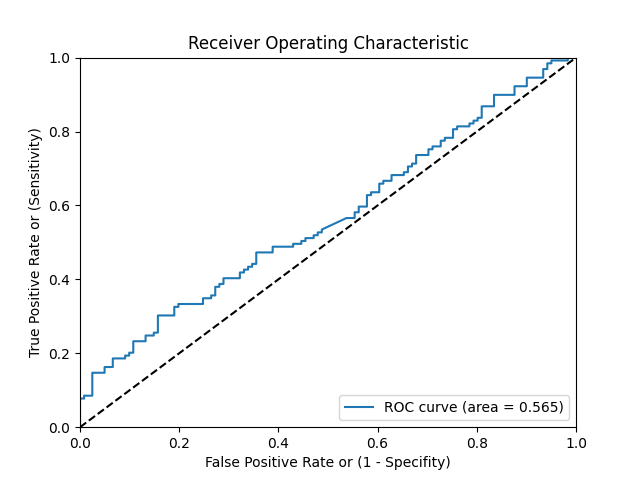 Receiver Operating Characteristic
1.0
0.8
0.6
0.4
0.2
0.0
True Positive Rate or (Sensitivity)
ROC curve (area = 0.565)
0.0 0.2 0.4 0.6 0.8 1.0
False Positive Rate or (1 - Specifity)